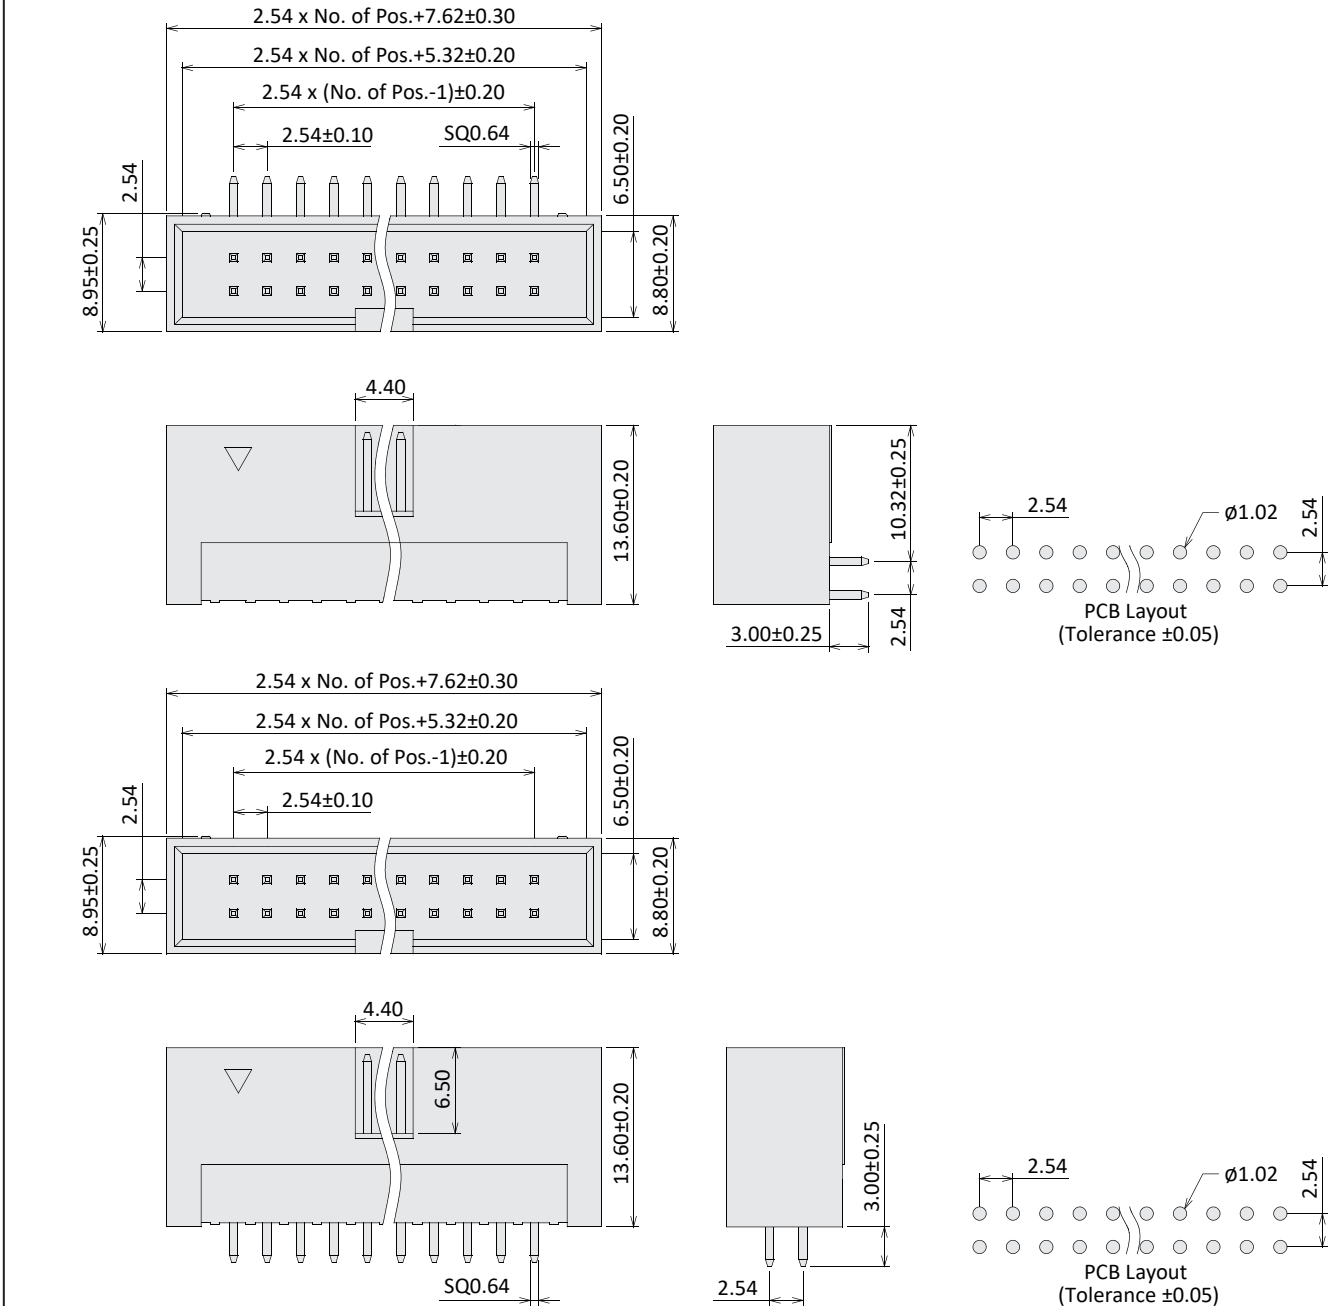 2.54 x No. of Pos.+7.62±0.30
2.54 x No. of Pos.+5.32±0.20
2.54 x (No. of Pos.-1)±0.20
2.54±0.10
SQ0.64
2.54
8.95±0.25
6.50±0.20
8.80±0.20
4.40
13.60±0.20
10.32±0.25
2.54
3.00±0.25
2.54
ø1.02
2.54
PCB Layout
(Tolerance ±0.05)
2.54 x No. of Pos.+7.62±0.30
2.54 x No. of Pos.+5.32±0.20
2.54 x (No. of Pos.-1)±0.20
2.54±0.10
2.54
8.95±0.25
6.50±0.20
8.80±0.20
4.40
6.50
13.60±0.20
SQ0.64
3.00±0.25
2.54
2.54
ø1.02
2.54
PCB Layout
(Tolerance ±0.05)